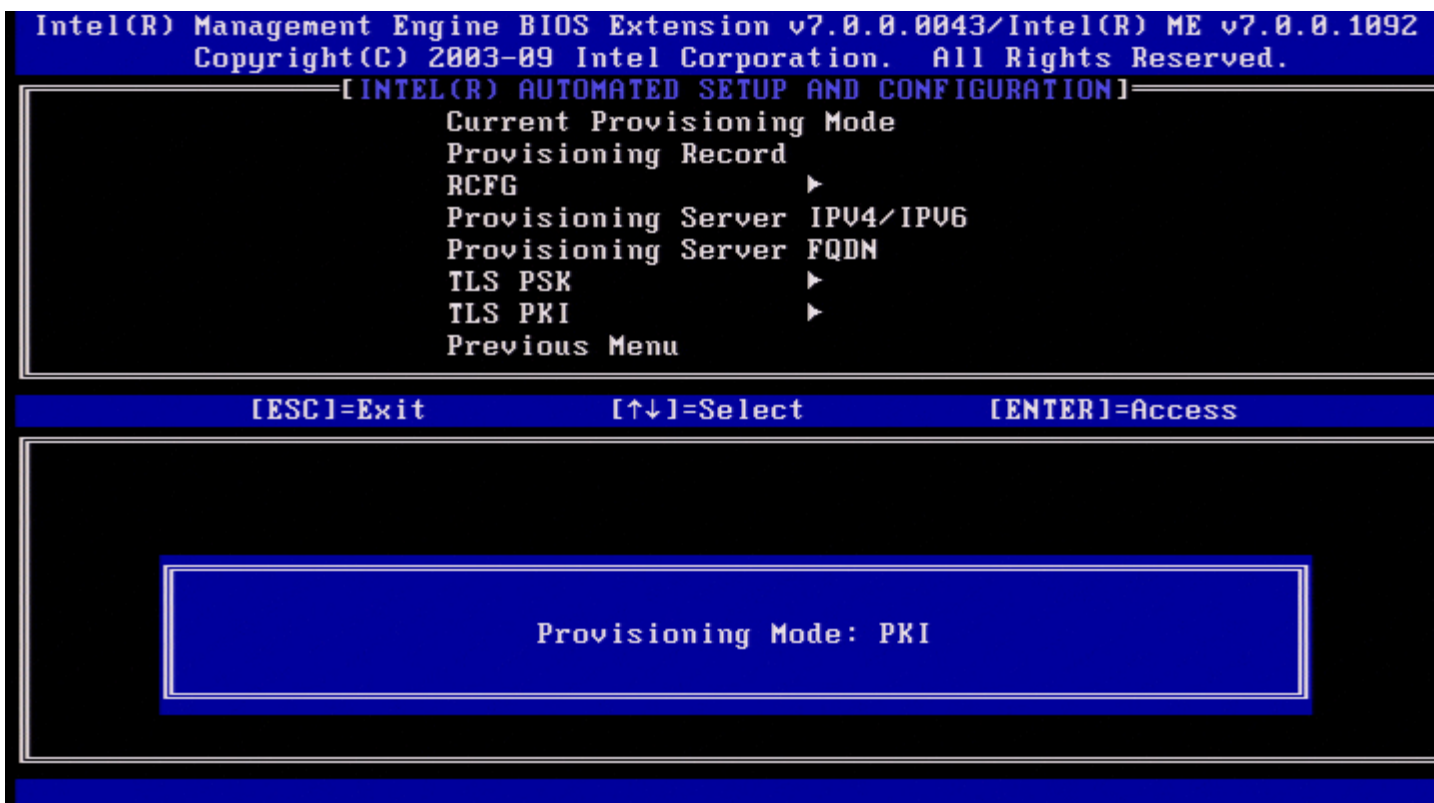 Intel(R) Management Engine BIOS Extension v7.0.0.0043/Intel(R) ME v7.0.0.1092
Copyright(C) 2003-09 Intel Corporation. All Rights Reserved.
[INTEL(R) AUTOMATED SETUP AND CONFIGURATION]
Current Provisioning Mode
Provisioning Record
RCFG ►
Provisioning Server IPV4/IPV6
Provisioning Server FQDN
TLS PSK ►
TLS PKI ►
Previous Menu
[ESC]=Exit [↑↓]=Select [ENTER]=Access
Provisioning Mode: PKI